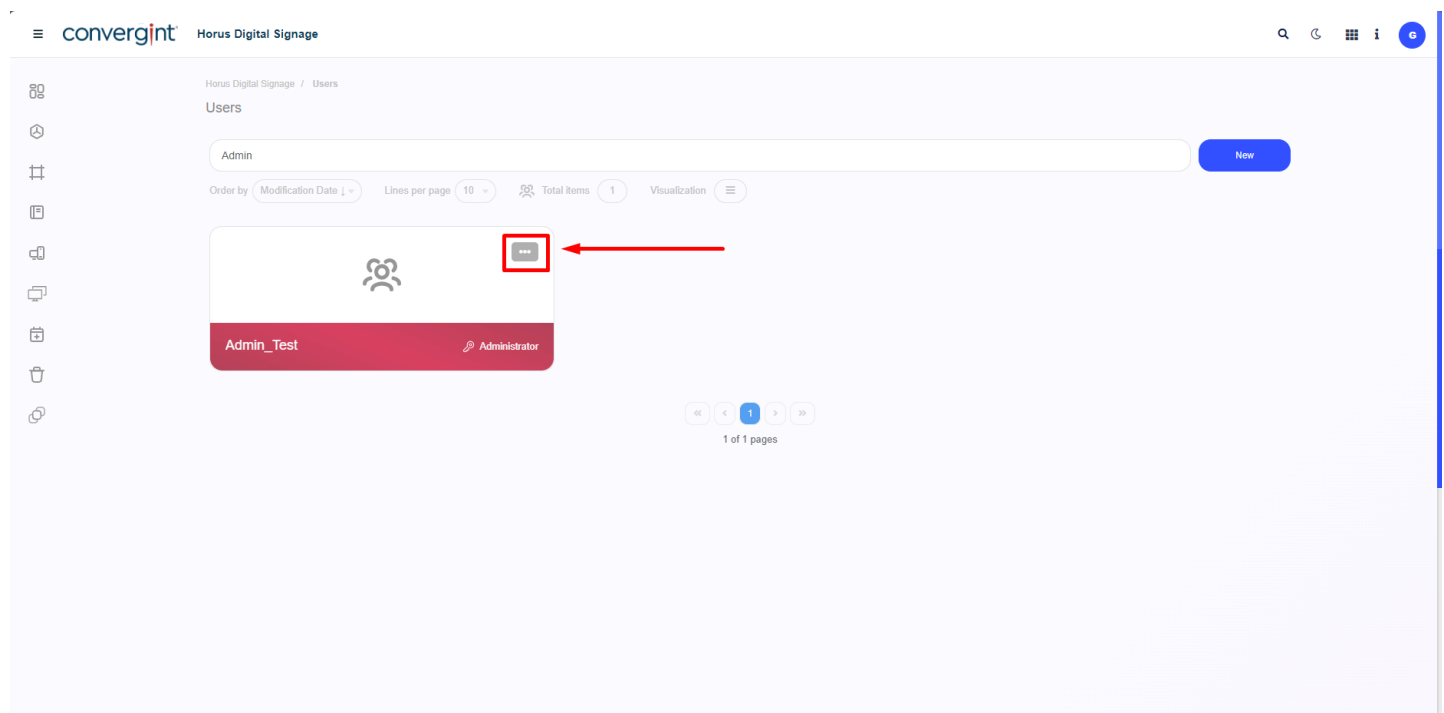 convergint Horus Digital Signage i G
Horus Digital Signage / Users
Users
Admin New
Order by Modification Date ↓ Lines per page 10 Total items 1 Visualization
Admin_Test Administrator
« ‹ 1 › »
1 of 1 pages